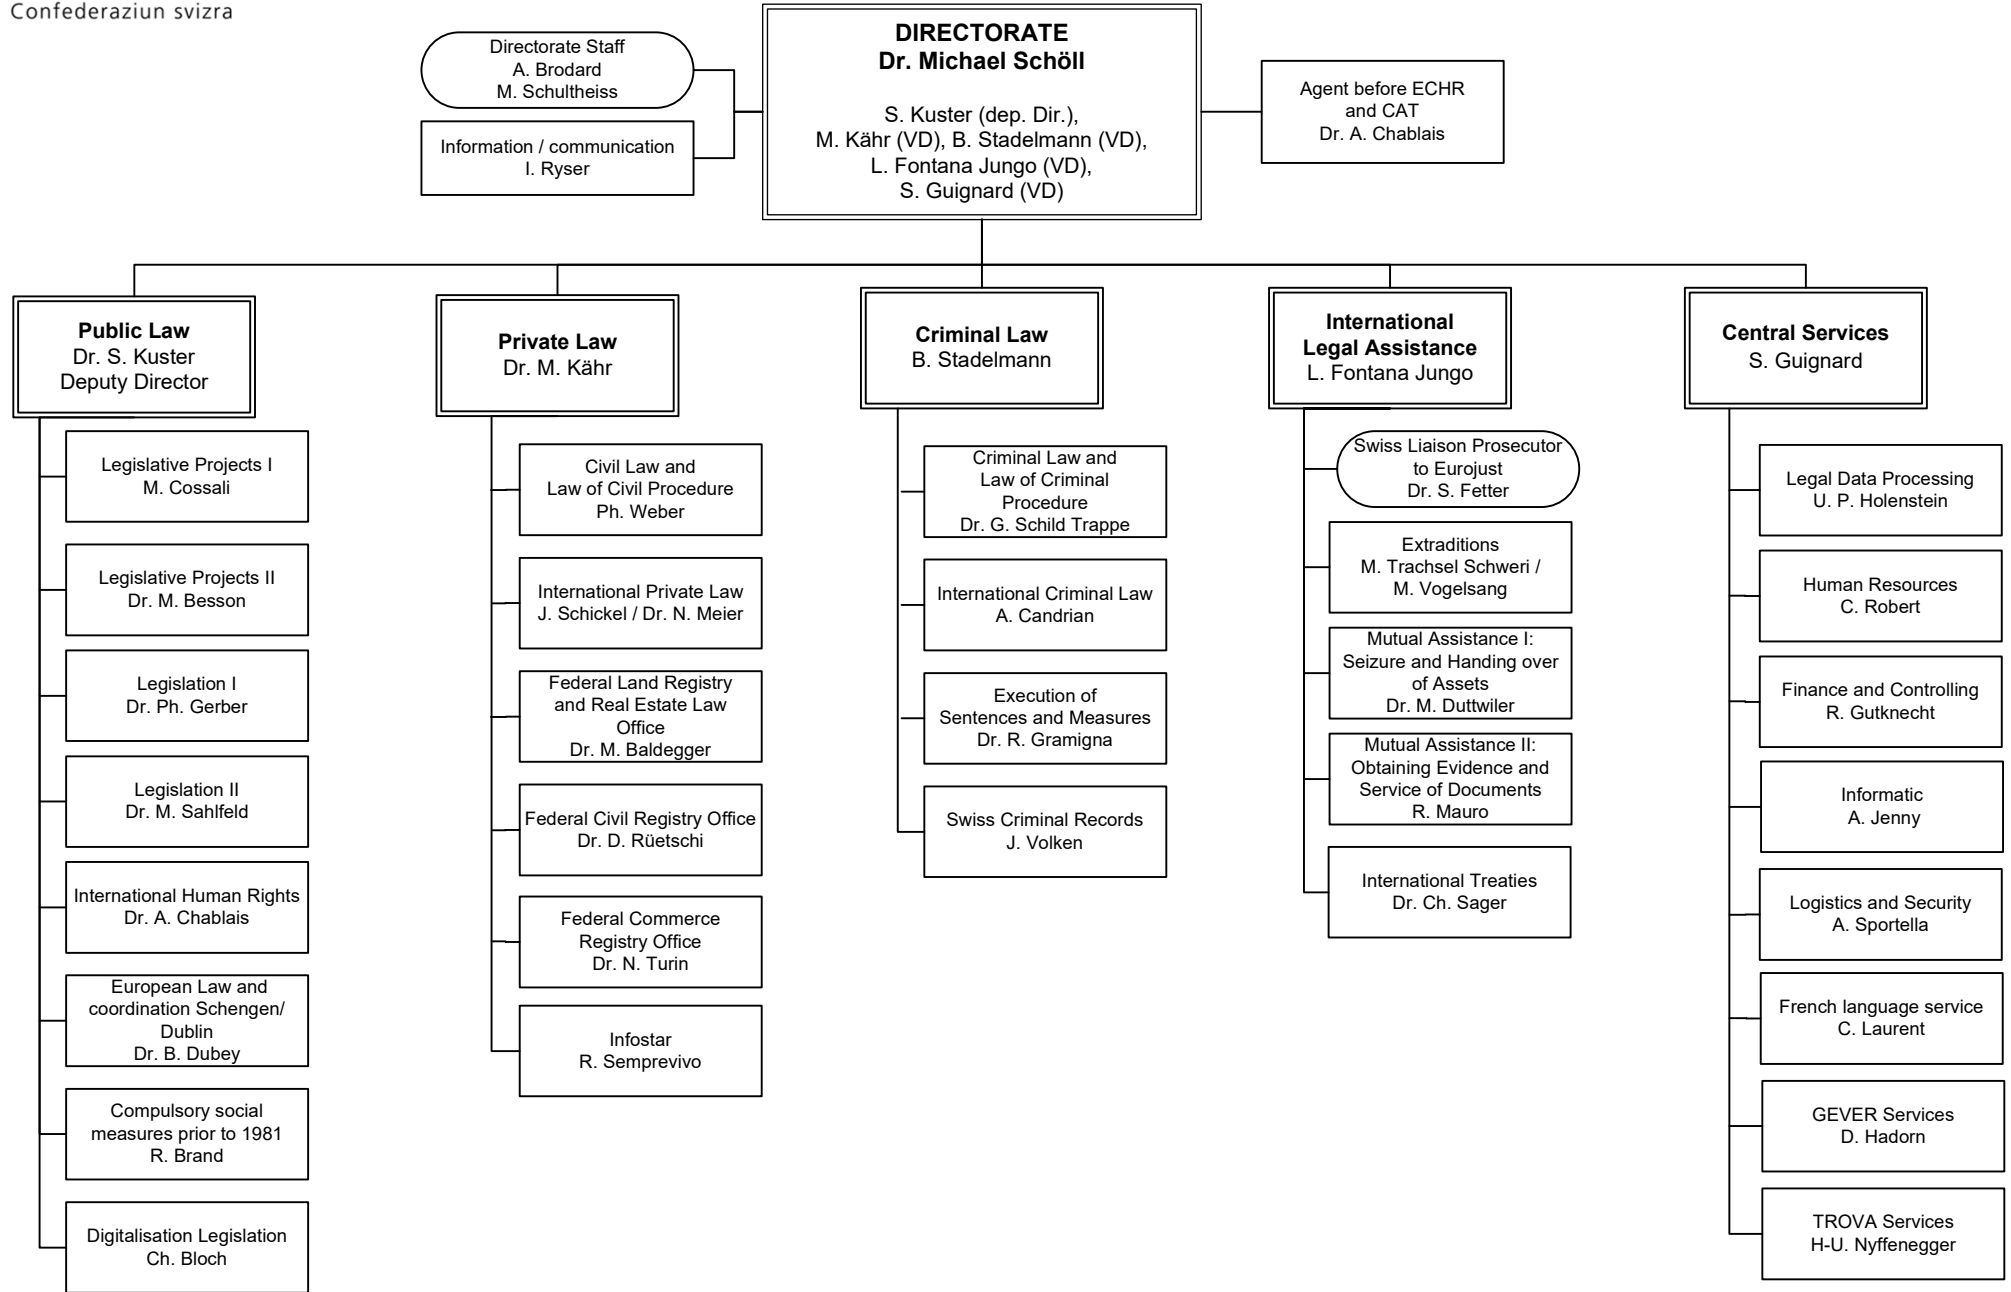 Confederaziun svizra
DIRECTORATE
Dr. Michael Schöll
S. Kuster (dep. Dir.),
M. Kähr (VD), B. Stadelmann (VD),
L. Fontana Jungo (VD),
S. Guignard (VD)
Directorate Staff
A. Brodard
M. Schultheiss
Information / communication
I. Ryser
Agent before ECHR
and CAT
Dr. A. Chablais
Public Law
Dr. S. Kuster
Deputy Director
Legislative Projects I
M. Cossali
Legislative Projects II
Dr. M. Besson
Legislation I
Dr. Ph. Gerber
Legislation II
Dr. M. Sahlfeld
International Human Rights
Dr. A. Chablais
European Law and
coordination Schengen/
Dublin
Dr. B. Dubey
Compulsory social
measures prior to 1981
R. Brand
Digitalisation Legislation
Ch. Bloch
Private Law
Dr. M. Kähr
Civil Law and
Law of Civil Procedure
Ph. Weber
International Private Law
J. Schickel / Dr. N. Meier
Federal Land Registry
and Real Estate Law
Office
Dr. M. Baldegger
Federal Civil Registry Office
Dr. D. Rüetschi
Federal Commerce
Registry Office
Dr. N. Turin
Infostar
R. Semprevivo
Criminal Law
B. Stadelmann
Criminal Law and
Law of Criminal
Procedure
Dr. G. Schild Trappe
International Criminal Law
A. Candrian
Execution of
Sentences and Measures
Dr. R. Gramigna
Swiss Criminal Records
J. Volken
International
Legal Assistance
L. Fontana Jungo
Swiss Liaison Prosecutor
to Eurojust
Dr. S. Fetter
Extraditions
M. Trachsel Schweri /
M. Vogelsang
Mutual Assistance I:
Seizure and Handing over
of Assets
Dr. M. Duttwiler
Mutual Assistance II:
Obtaining Evidence and
Service of Documents
R. Mauro
International Treaties
Dr. Ch. Sager
Central Services
S. Guignard
Legal Data Processing
U. P. Holenstein
Human Resources
C. Robert
Finance and Controlling
R. Gutknecht
Informatic
A. Jenny
Logistics and Security
A. Sportella
French language service
C. Laurent
GEVER Services
D. Hadorn
TROVA Services
H-U. Nyffenegger